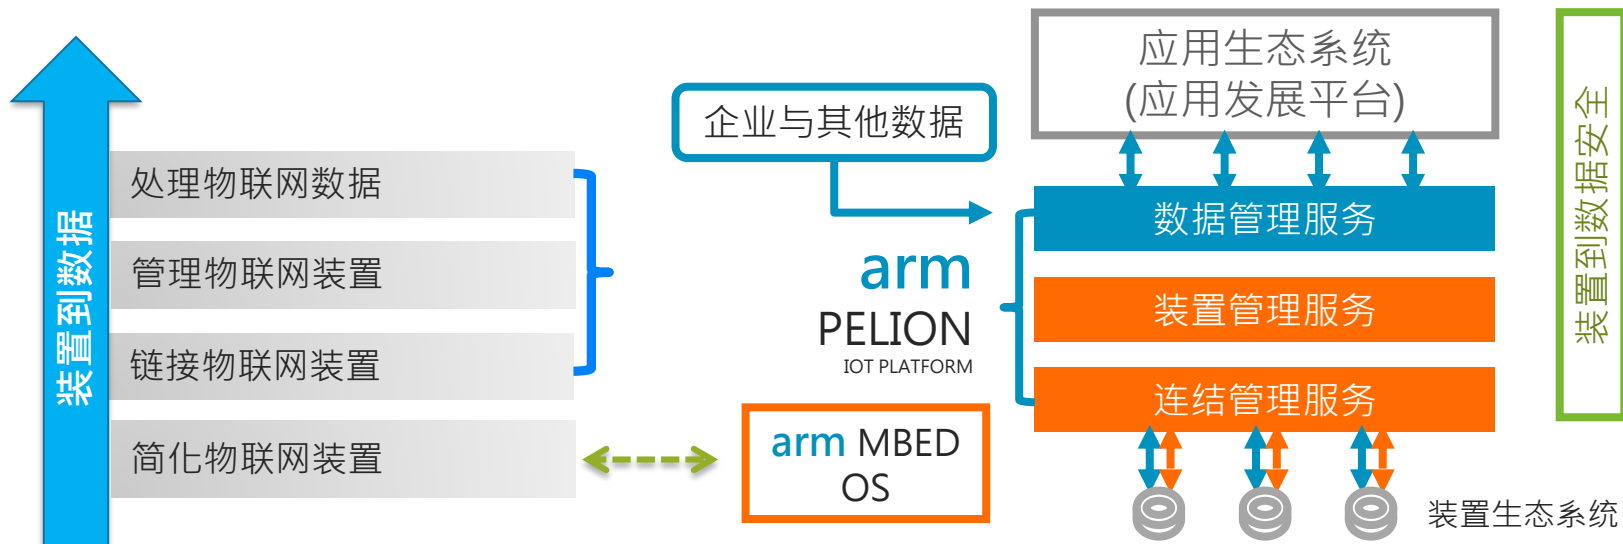 装置到数据
处理物联网数据
管理物联网装置
链接物联网装置
简化物联网装置
企业与其他数据
arm
PELION
IOT PLATFORM
arm MBED
OS
应用生态系统
(应用发展平台)
数据管理服务
装置管理服务
连结管理服务
装置生态系统
装置到数据安全